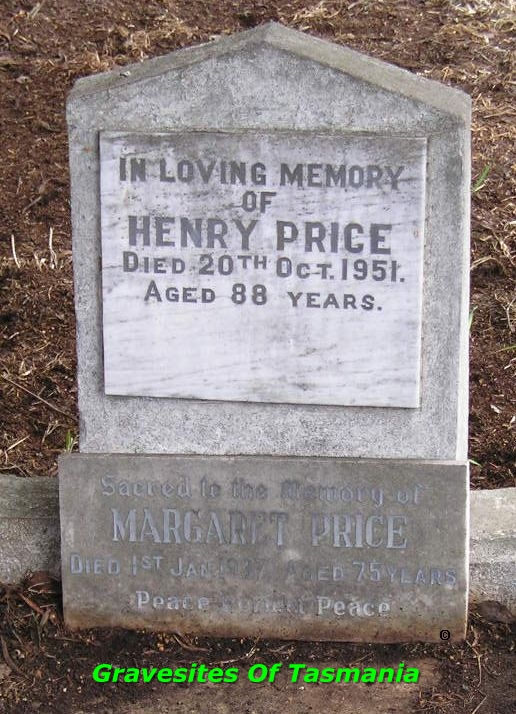 IN LOVING MEMORY
OF
HENRY PRICE
DIED 20TH OCT. 1951.
AGED 88 YEARS.
Sacred to the Memory of
MARGARET PRICE
DIED 1ST JAN. AGED 75 YEARS
Peace Peace
Gravesites Of Tasmania